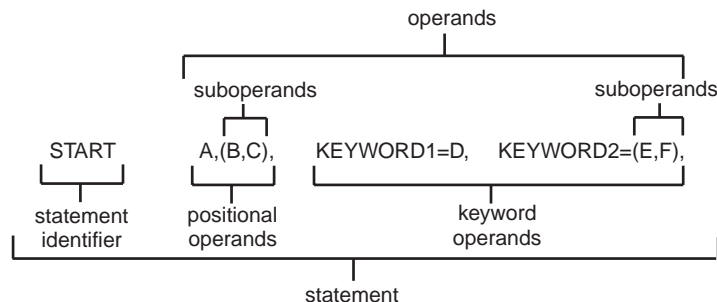 operands
suboperands suboperands
START A,(B,C), KEYWORD1=D, KEYWORD2=(E,F),
statement identifier
positional operands
keyword operands
statement